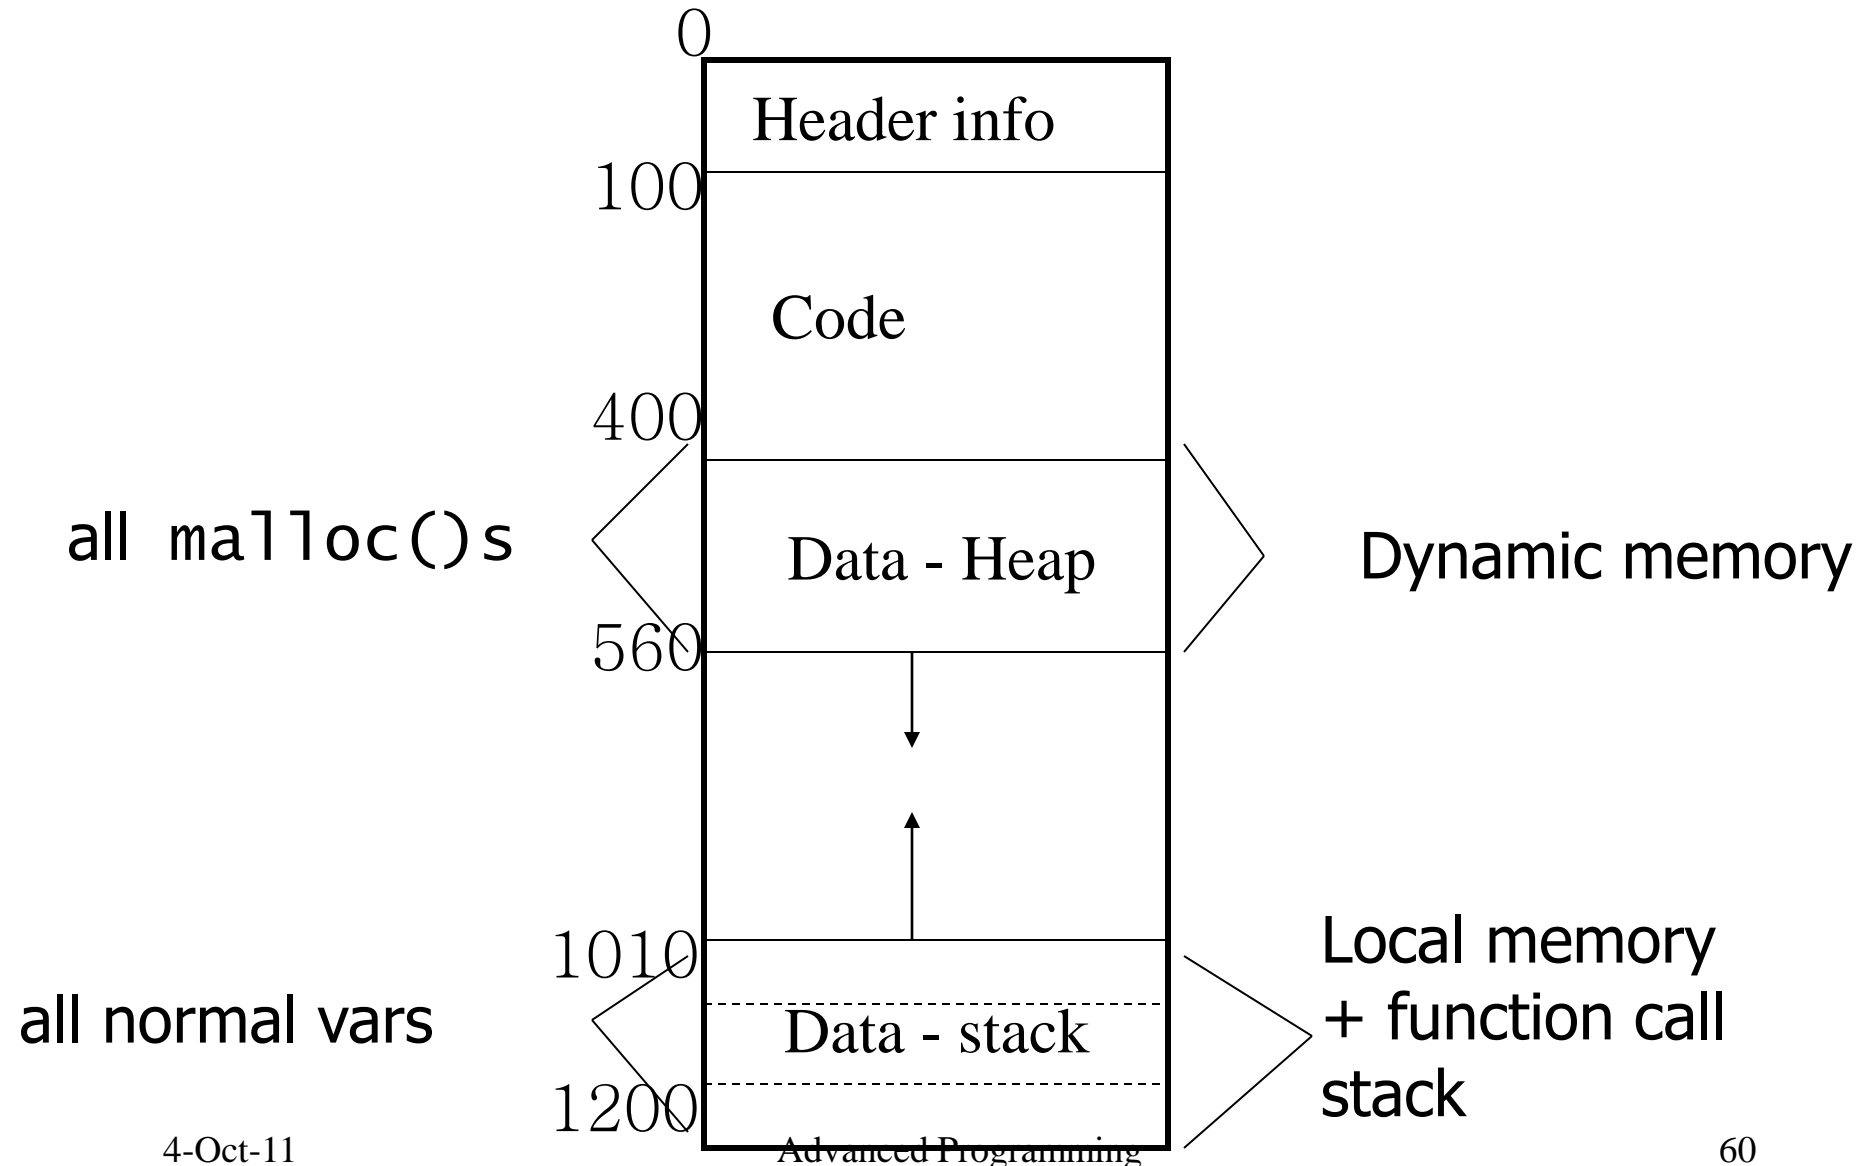 0
Header info
100
Code
400
all malloc()s
Data - Heap
Dynamic memory
560
1010
Local memory
all normal vars
+ function call
Data - stack
stack
1200
4-Oct-11
Advanced Programming
60